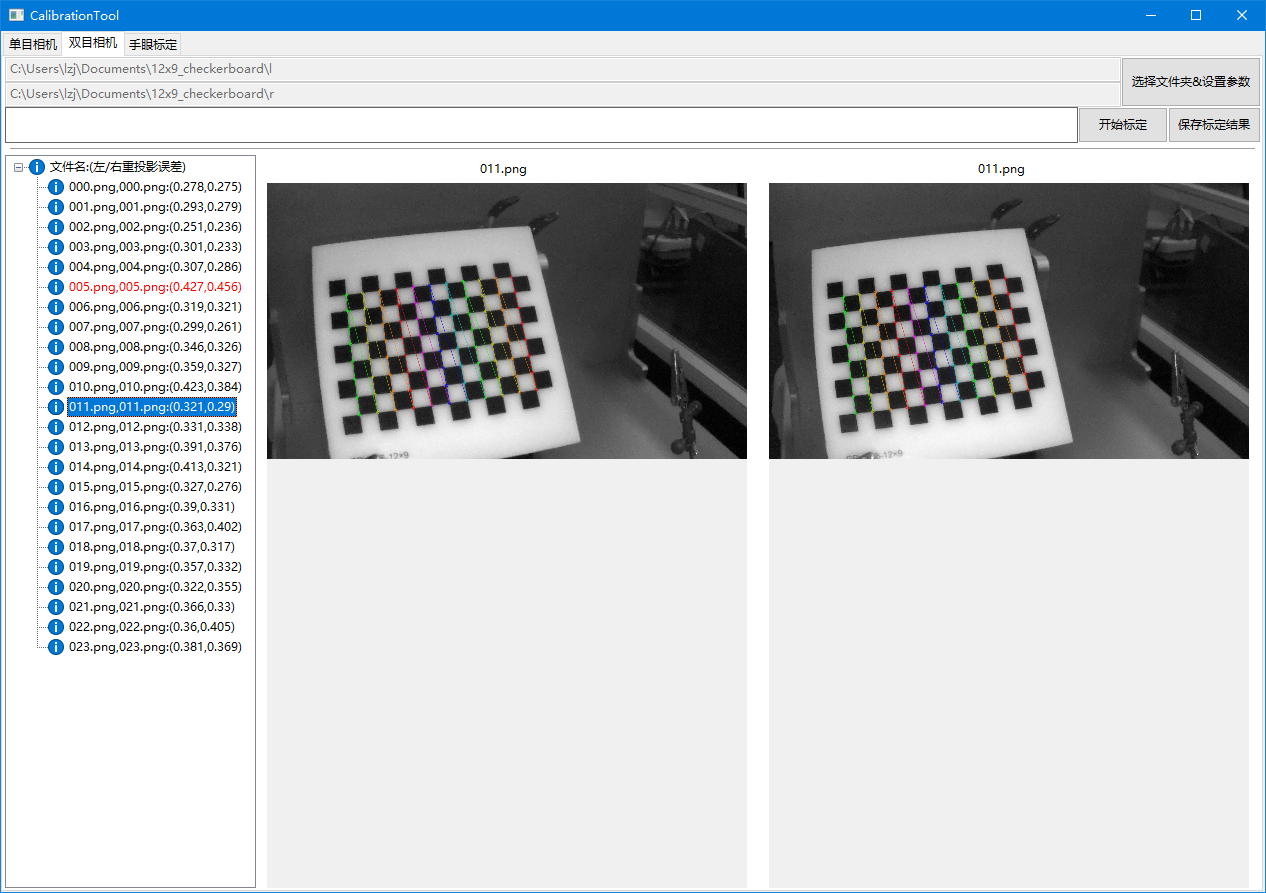 CalibrationTool
单目相机 双目相机 手眼标定
C:\Users\lzj\Documents\12x9_checkerboard\l
C:\Users\lzj\Documents\12x9_checkerboard\r
选择文件夹&设置参数
开始标定 保存标定结果
文件名:(左/右重投影误差)
000.png,000.png:(0.278,0.275)
001.png,001.png:(0.293,0.279)
002.png,002.png:(0.251,0.236)
003.png,003.png:(0.301,0.233)
004.png,004.png:(0.307,0.286)
005.png,005.png:(0.427,0.456)
006.png,006.png:(0.319,0.321)
007.png,007.png:(0.299,0.261)
008.png,008.png:(0.346,0.326)
009.png,009.png:(0.359,0.327)
010.png,010.png:(0.423,0.384)
011.png,011.png:(0.321,0.29)
012.png,012.png:(0.331,0.338)
013.png,013.png:(0.391,0.376)
014.png,014.png:(0.413,0.321)
015.png,015.png:(0.327,0.276)
016.png,016.png:(0.39,0.331)
017.png,017.png:(0.363,0.402)
018.png,018.png:(0.37,0.317)
019.png,019.png:(0.357,0.332)
020.png,020.png:(0.322,0.355)
021.png,021.png:(0.366,0.33)
022.png,022.png:(0.36,0.405)
023.png,023.png:(0.381,0.369)
011.png
011.png